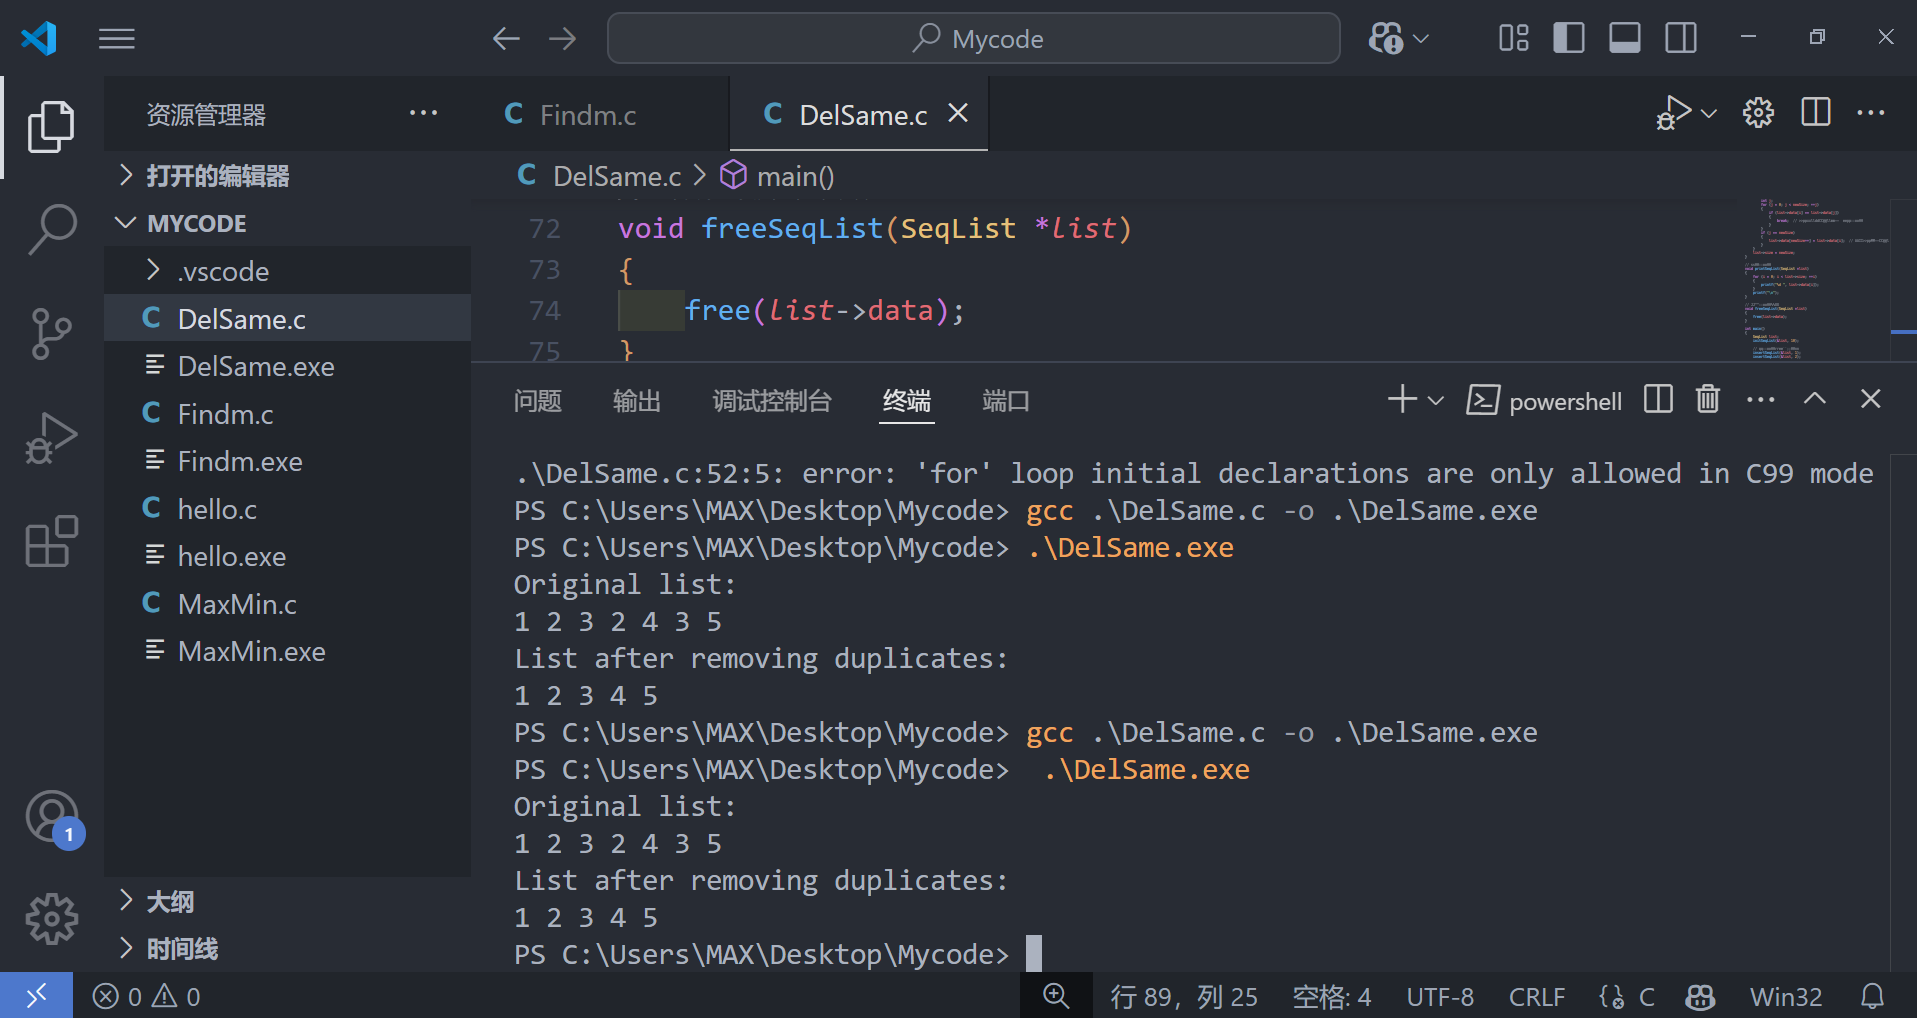 Mycode
资源管理器
打开的编辑器
MYCODE
.vscode
C DelSame.c
DelSame.exe
C Findm.c
Findm.exe
C hello.c
hello.exe
C MaxMin.c
MaxMin.exe
大纲
时间线
1
C Findm.c
C DelSame.c
C DelSame.c > main()
72 void freeSeqList(SeqList *list)
73 {
74 free(list->data);
75 }
问题 输出 调试控制台 终端 端口
powershell
.\DelSame.c:52:5: error: 'for' loop initial declarations are only allowed in C99 mode
PS C:\Users\MAX\Desktop\Mycode> gcc .\DelSame.c -o .\DelSame.exe
PS C:\Users\MAX\Desktop\Mycode> .\DelSame.exe
Original list:
1 2 3 2 4 3 5
List after removing duplicates:
1 2 3 4 5
PS C:\Users\MAX\Desktop\Mycode> gcc .\DelSame.c -o .\DelSame.exe
PS C:\Users\MAX\Desktop\Mycode>  .\DelSame.exe
Original list:
1 2 3 2 4 3 5
List after removing duplicates:
1 2 3 4 5
PS C:\Users\MAX\Desktop\Mycode>
0 0 行 89，列 25 空格: 4 UTF-8 CRLF {} C Win32